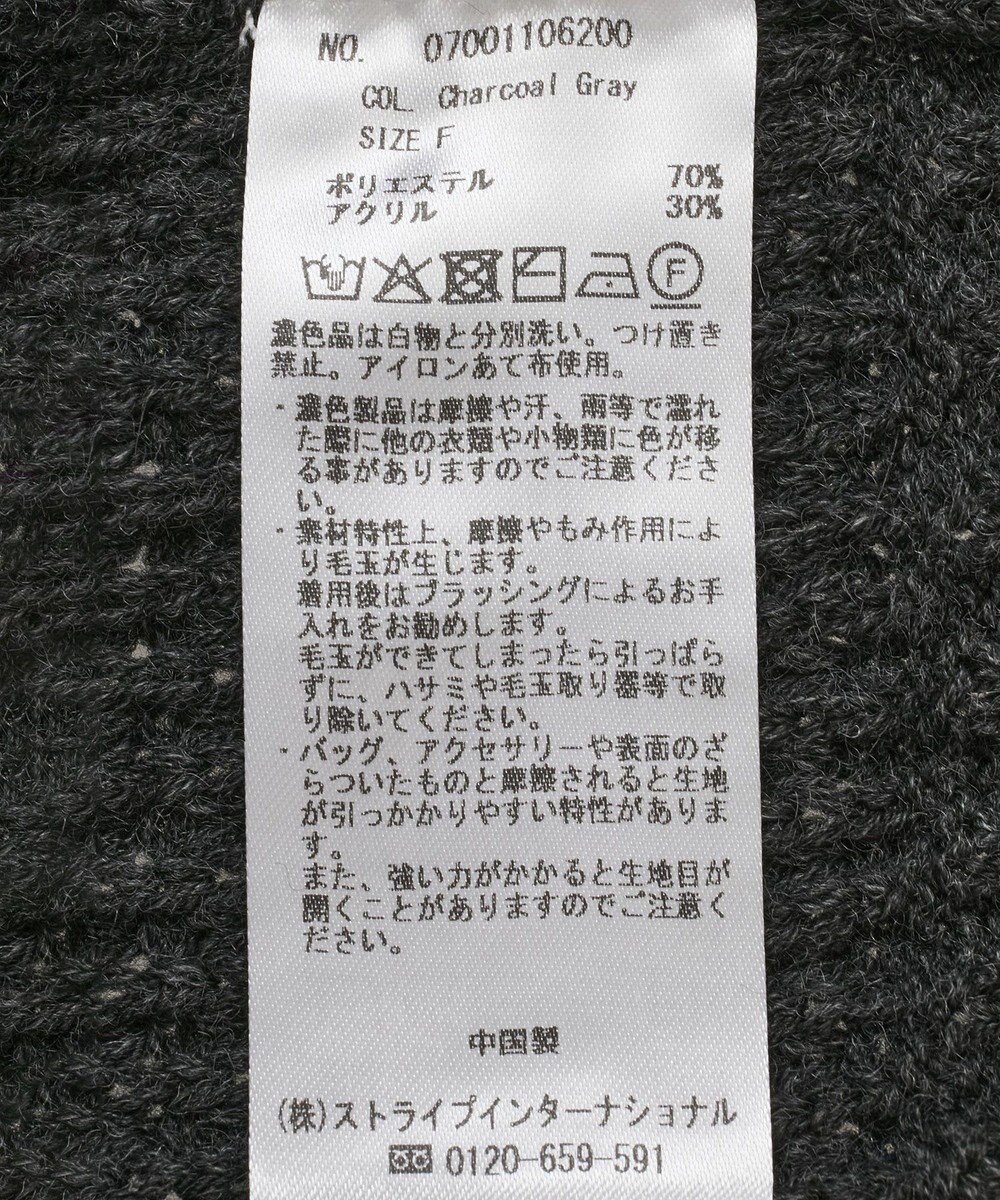 NO. 07001106200
COL. Charcoal Gray
SIZE F
ポリエステル 70%
アクリル 30%
F
濃色品は白物と分別洗い。つけ置き
禁止。アイロンあて布使用。
・濃色製品は摩擦や汗、雨等で濡れ
た際に他の衣類や小物類に色が移
る事がありますのでご注意くださ
い。
・素材特性上、摩擦やもみ作用によ
り毛玉が生じます。
着用後はブラッシングによるお手
入れをお勧めします。
毛玉ができてしまったら引っぱら
ずに、ハサミや毛玉取り器等で取
り除いてください。
・バッグ、アクセサリーや表面のざ
らついたものと摩擦されると生地
が引っかかりやすい特性がありま
す。
また、強い力がかかると生地目が
開くことがありますのでご注意く
ださい。
中国製
(株)ストライプインターナショナル
0120-659-591